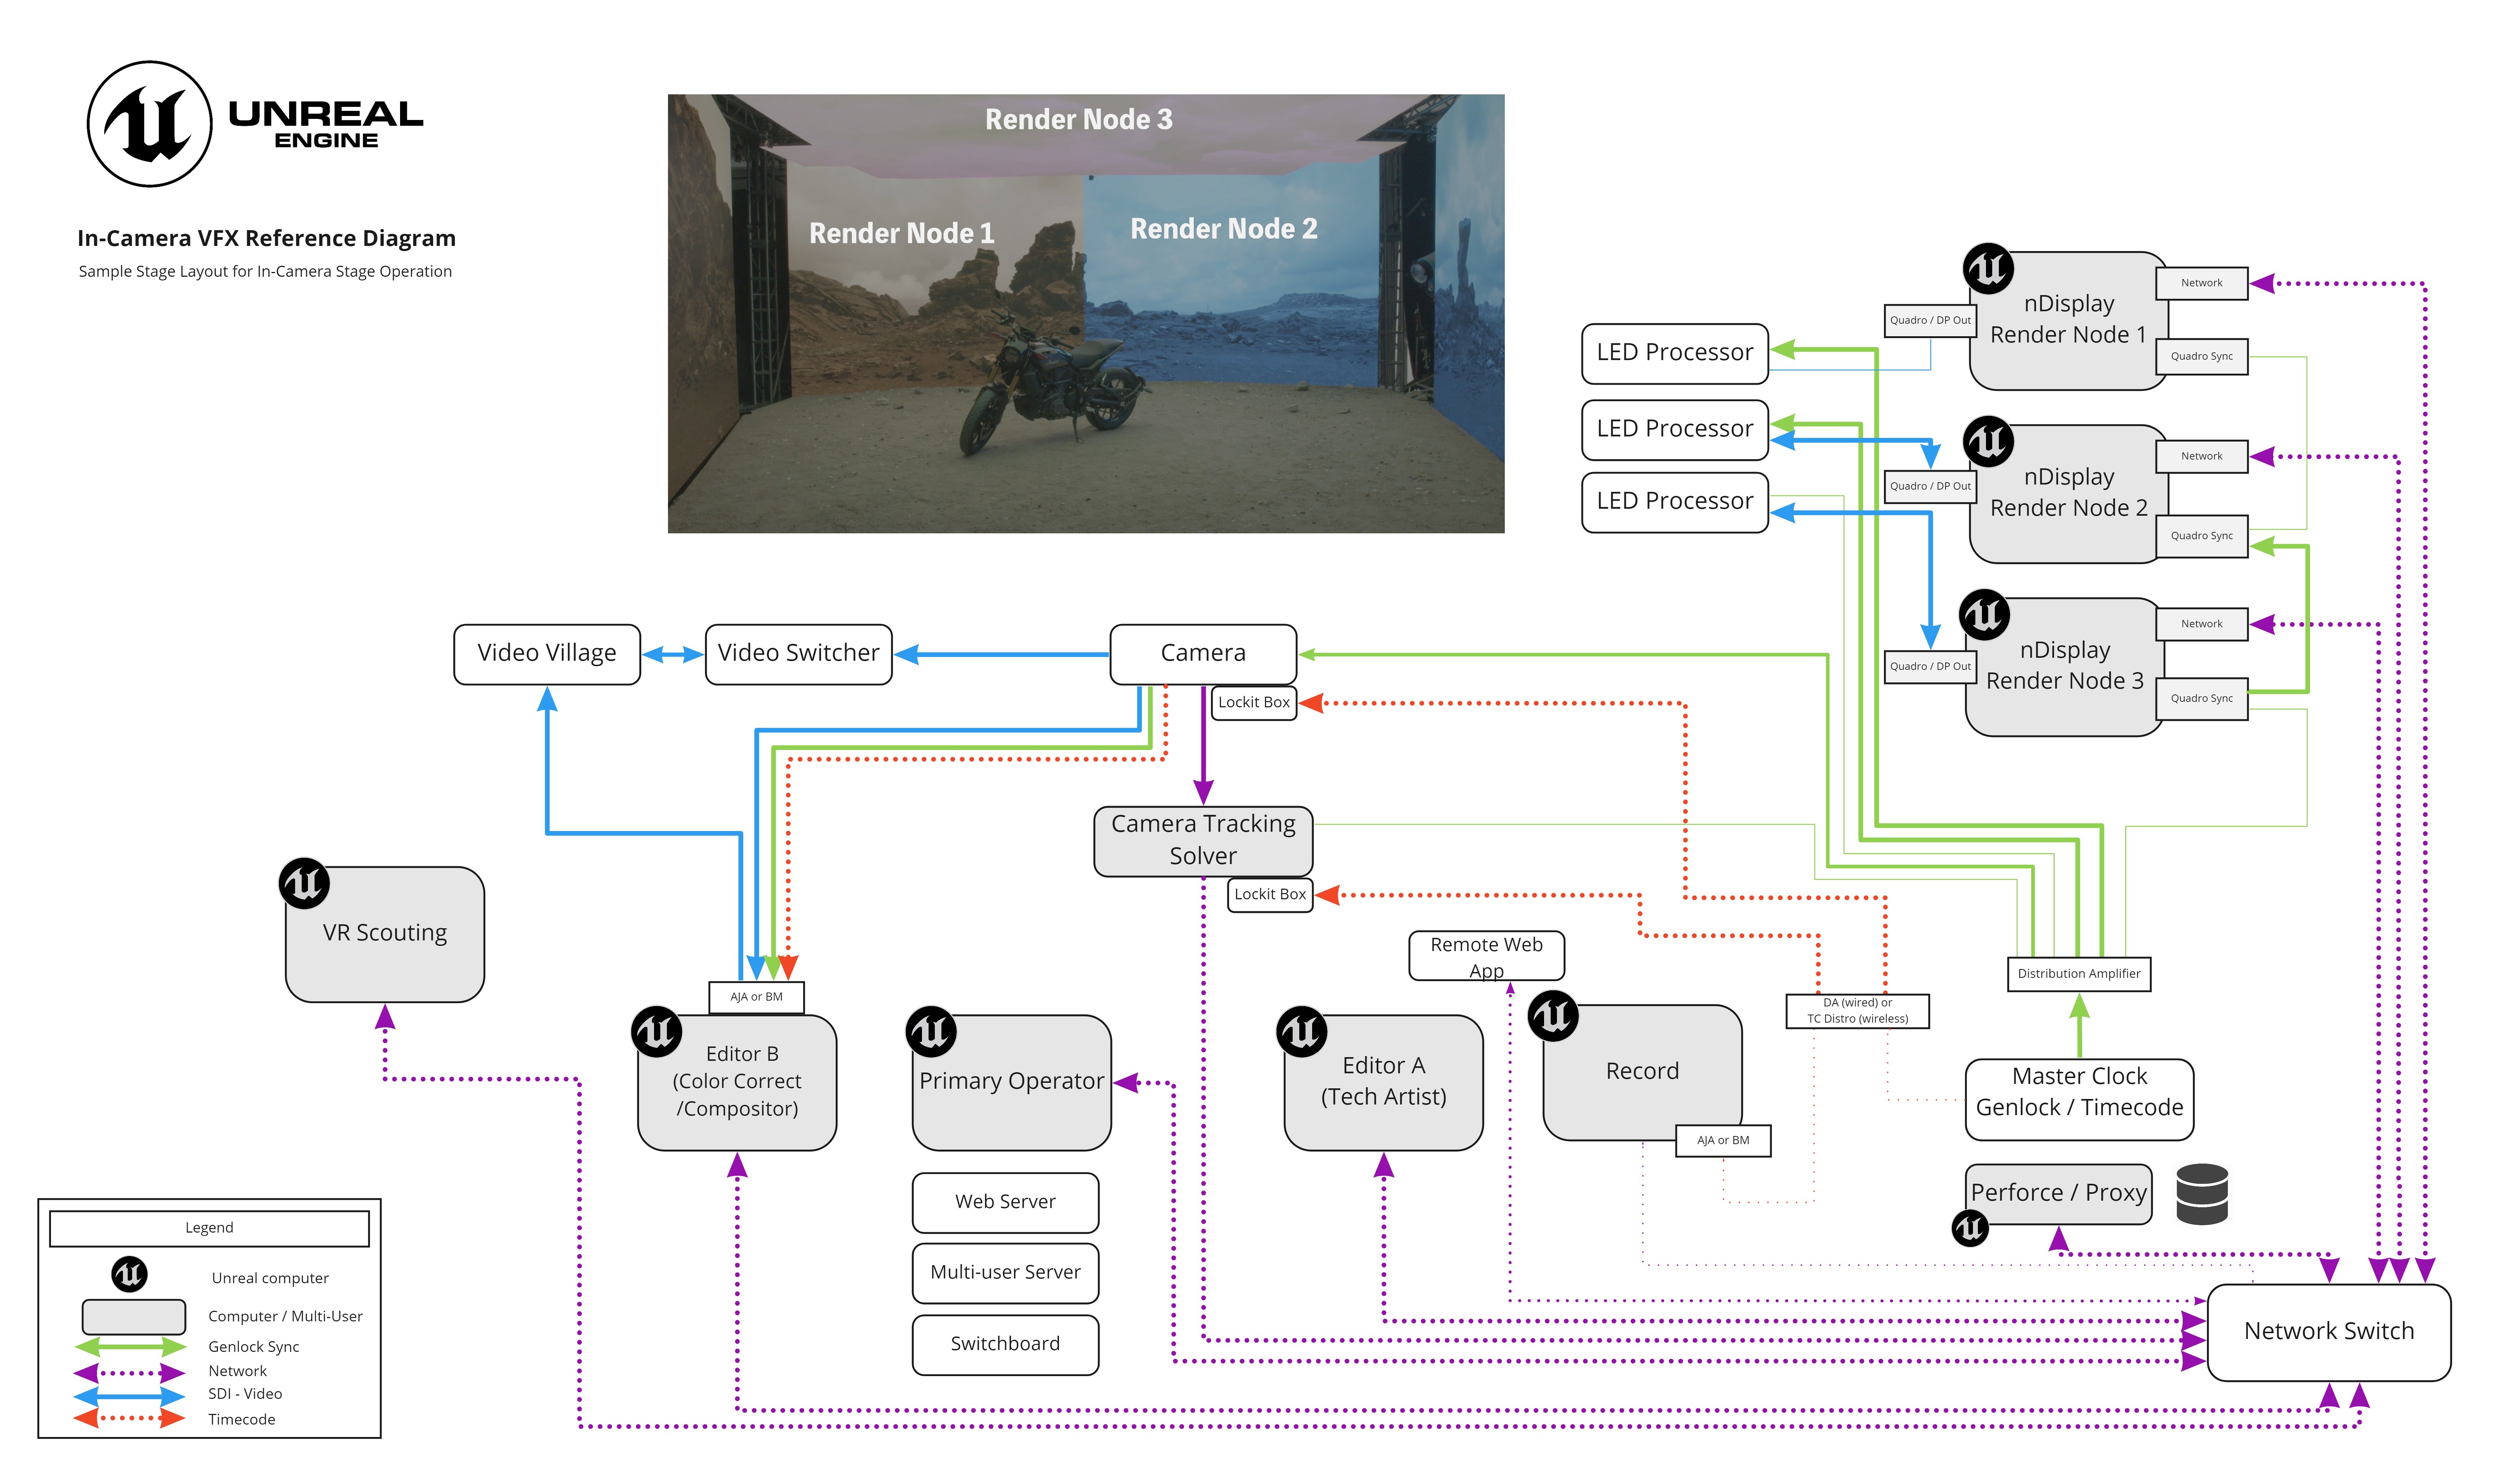 UNREAL
ENGINE
In-Camera VFX Reference Diagram
Sample Stage Layout for In-Camera Stage Operation
Render Node 3
Render Node 1
Render Node 2
nDisplay
Render Node 1
Network
Quadro / DP Out
Quadro Sync
LED Processor
nDisplay
Render Node 2
Network
Quadro / DP Out
Quadro Sync
LED Processor
LED Processor
nDisplay
Render Node 3
Network
Quadro / DP Out
Quadro Sync
Video Village
Video Switcher
Camera
Lockit Box
Camera Tracking
Solver
Lockit Box
VR Scouting
Remote Web
App
Distribution Amplifier
AJA or BM
DA (wired) or
TC Distro (wireless)
Editor B
(Color Correct
/Compositor)
Primary Operator
Editor A
(Tech Artist)
Record
AJA or BM
Master Clock
Genlock / Timecode
Web Server
Multi-user Server
Switchboard
Perforce / Proxy
Network Switch
Legend
Unreal computer
Computer / Multi-User
Genlock Sync
Network
SDI - Video
Timecode